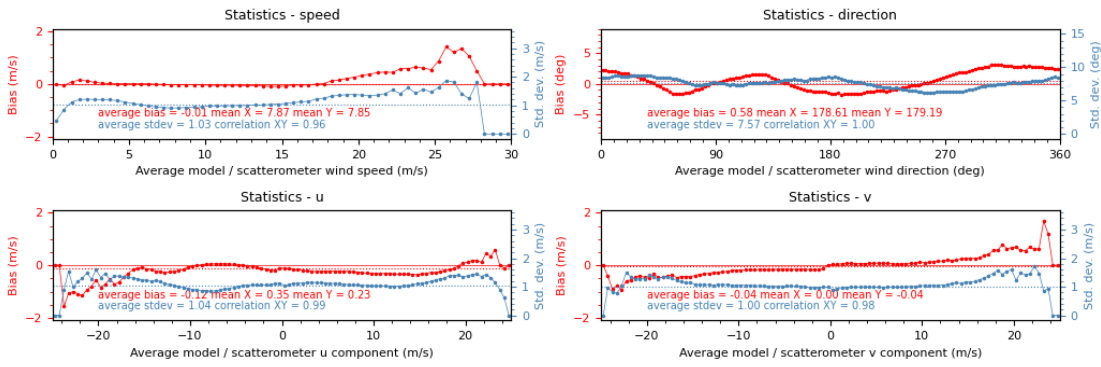 Statistics - speed
2
0
−2
Bias (m/s)
3
2
1
0
Std. dev. (m/s)
average bias = -0.01 mean X = 7.87 mean Y = 7.85
average stdev = 1.03 correlation XY = 0.96
0 5 10 15 20 25 30
Average model / scatterometer wind speed (m/s)
Statistics - direction
5
0
−5
Bias (deg)
15
10
5
0
Std. dev. (deg)
average bias = 0.58 mean X = 178.61 mean Y = 179.19
average stdev = 7.57 correlation XY = 1.00
0 90 180 270 360
Average model / scatterometer wind direction (deg)
Statistics - u
2
0
−2
Bias (m/s)
3
2
1
0
Std. dev. (m/s)
average bias = -0.12 mean X = 0.35 mean Y = 0.23
average stdev = 1.04 correlation XY = 0.99
−20 −10 0 10 20
Average model / scatterometer u component (m/s)
Statistics - v
2
0
−2
Bias (m/s)
3
2
1
0
Std. dev. (m/s)
average bias = -0.04 mean X = 0.00 mean Y = -0.04
average stdev = 1.00 correlation XY = 0.98
−20 −10 0 10 20
Average model / scatterometer v component (m/s)